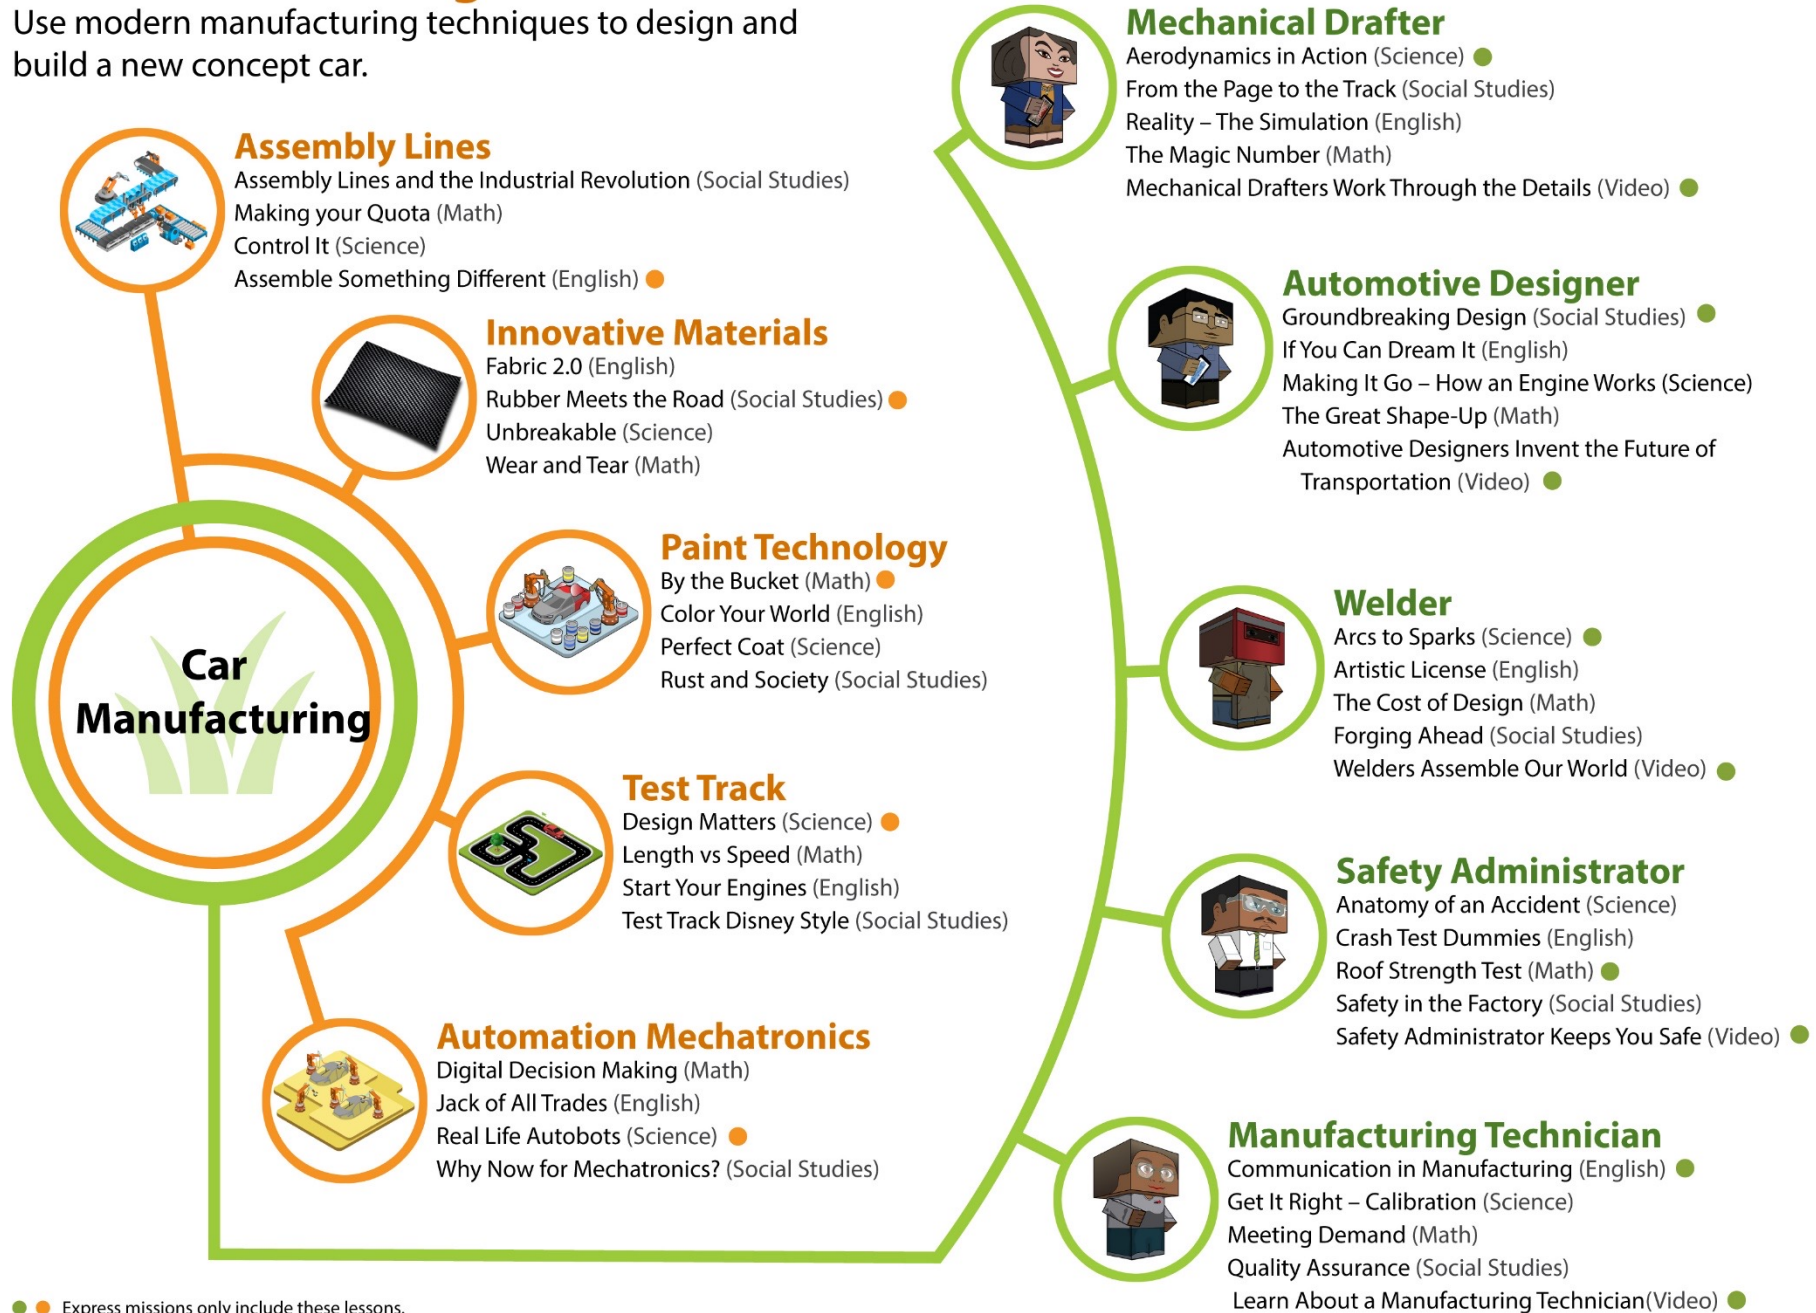 Use modern manufacturing techniques to design and
build a new concept car.
Assembly Lines
Assembly Lines and the Industrial Revolution (Social Studies)
Making your Quota (Math)
Control It (Science)
Assemble Something Different (English)
Innovative Materials
Fabric 2.0 (English)
Rubber Meets the Road (Social Studies)
Unbreakable (Science)
Wear and Tear (Math)
Paint Technology
By the Bucket (Math)
Color Your World (English)
Perfect Coat (Science)
Rust and Society (Social Studies)
Car
Manufacturing
Test Track
Design Matters (Science)
Length vs Speed (Math)
Start Your Engines (English)
Test Track Disney Style (Social Studies)
Automation Mechatronics
Digital Decision Making (Math)
Jack of All Trades (English)
Real Life Autobots (Science)
Why Now for Mechatronics? (Social Studies)
Mechanical Drafter
Aerodynamics in Action (Science)
From the Page to the Track (Social Studies)
Reality – The Simulation (English)
The Magic Number (Math)
Mechanical Drafters Work Through the Details (Video)
Automotive Designer
Groundbreaking Design (Social Studies)
If You Can Dream It (English)
Making It Go – How an Engine Works (Science)
The Great Shape-Up (Math)
Automotive Designers Invent the Future of
Transportation (Video)
Welder
Arcs to Sparks (Science)
Artistic License (English)
The Cost of Design (Math)
Forging Ahead (Social Studies)
Welders Assemble Our World (Video)
Safety Administrator
Anatomy of an Accident (Science)
Crash Test Dummies (English)
Roof Strength Test (Math)
Safety in the Factory (Social Studies)
Safety Administrator Keeps You Safe (Video)
Manufacturing Technician
Communication in Manufacturing (English)
Get It Right – Calibration (Science)
Meeting Demand (Math)
Quality Assurance (Social Studies)
Learn About a Manufacturing Technician(Video)
Express missions only include these lessons.